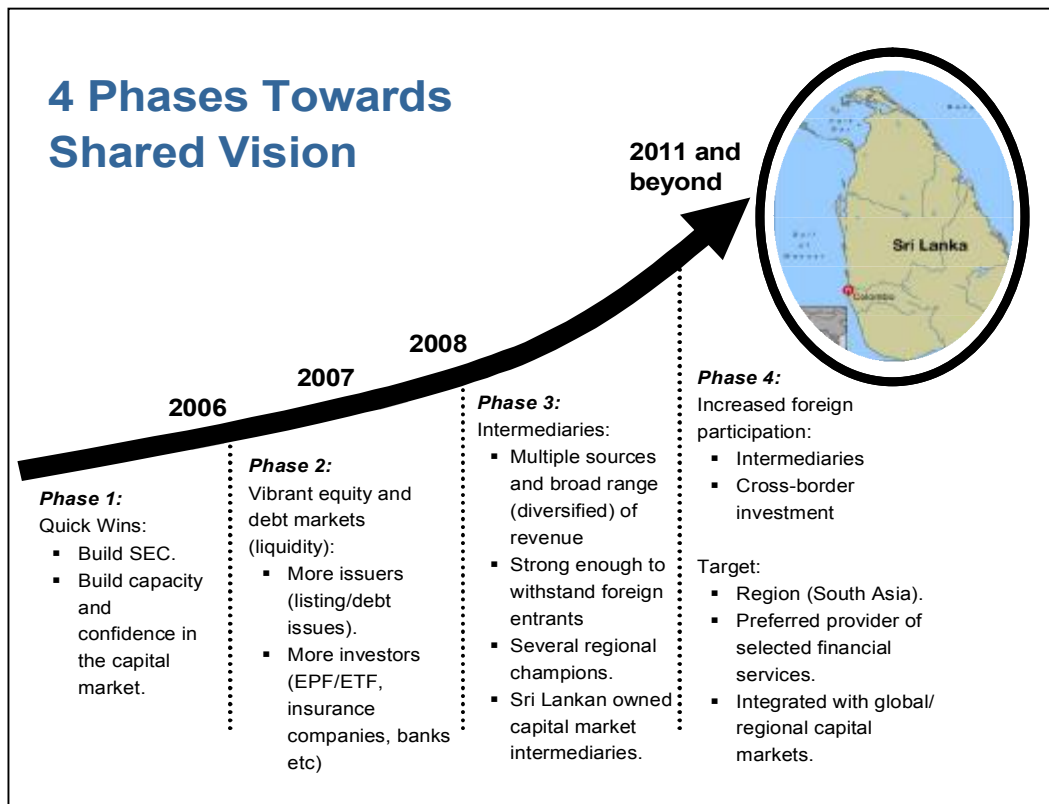 4 Phases Towards
Shared Vision
2011 and
beyond
Sri Lanka
Colombo
2008
2007
2006
Phase 1:
Quick Wins:
▪ Build SEC.
▪ Build capacity
and
confidence in
the capital
market.
Phase 2:
Vibrant equity and
debt markets
(liquidity):
▪ More issuers
(listing/debt
issues).
▪ More investors
(EPF/ETF,
insurance
companies, banks
etc)
Phase 3:
Intermediaries:
▪ Multiple sources
and broad range
(diversified) of
revenue
▪ Strong enough to
withstand foreign
entrants
▪ Several regional
champions.
▪ Sri Lankan owned
capital market
intermediaries.
Phase 4:
Increased foreign
participation:
▪ Intermediaries
▪ Cross-border
investment
Target:
▪ Region (South Asia).
▪ Preferred provider of
selected financial
services.
▪ Integrated with global/
regional capital
markets.